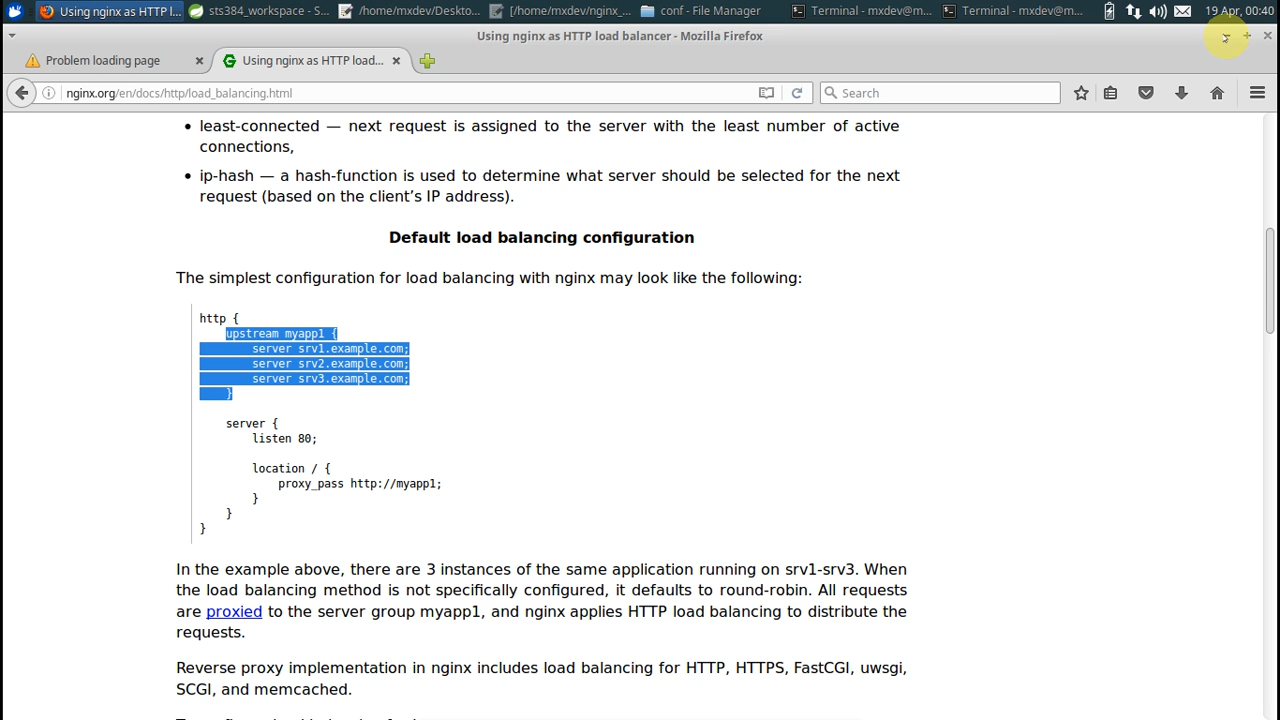 Using nginx as HTTP l...
sts384_workspace - S...
/home/mxdev/Deskto...
[/home/mxdev/nginx_...
conf - File Manager
Terminal - mxdev@m...
Terminal - mxdev@m...
19 Apr, 00:40
Using nginx as HTTP load balancer - Mozilla Firefox
Problem loading page
Using nginx as HTTP load...
nginx.org/en/docs/http/load_balancing.html
Search
• least-connected — next request is assigned to the server with the least number of active
connections,
• ip-hash — a hash-function is used to determine what server should be selected for the next
request (based on the client’s IP address).
Default load balancing configuration
The simplest configuration for load balancing with nginx may look like the following:
http {
    upstream myapp1 {
        server srv1.example.com;
        server srv2.example.com;
        server srv3.example.com;
    }
    server {
        listen 80;
        location / {
            proxy_pass http://myapp1;
        }
    }
}
In the example above, there are 3 instances of the same application running on srv1-srv3. When
the load balancing method is not specifically configured, it defaults to round-robin. All requests
are proxied to the server group myapp1, and nginx applies HTTP load balancing to distribute the
requests.
Reverse proxy implementation in nginx includes load balancing for HTTP, HTTPS, FastCGI, uwsgi,
SCGI, and memcached.